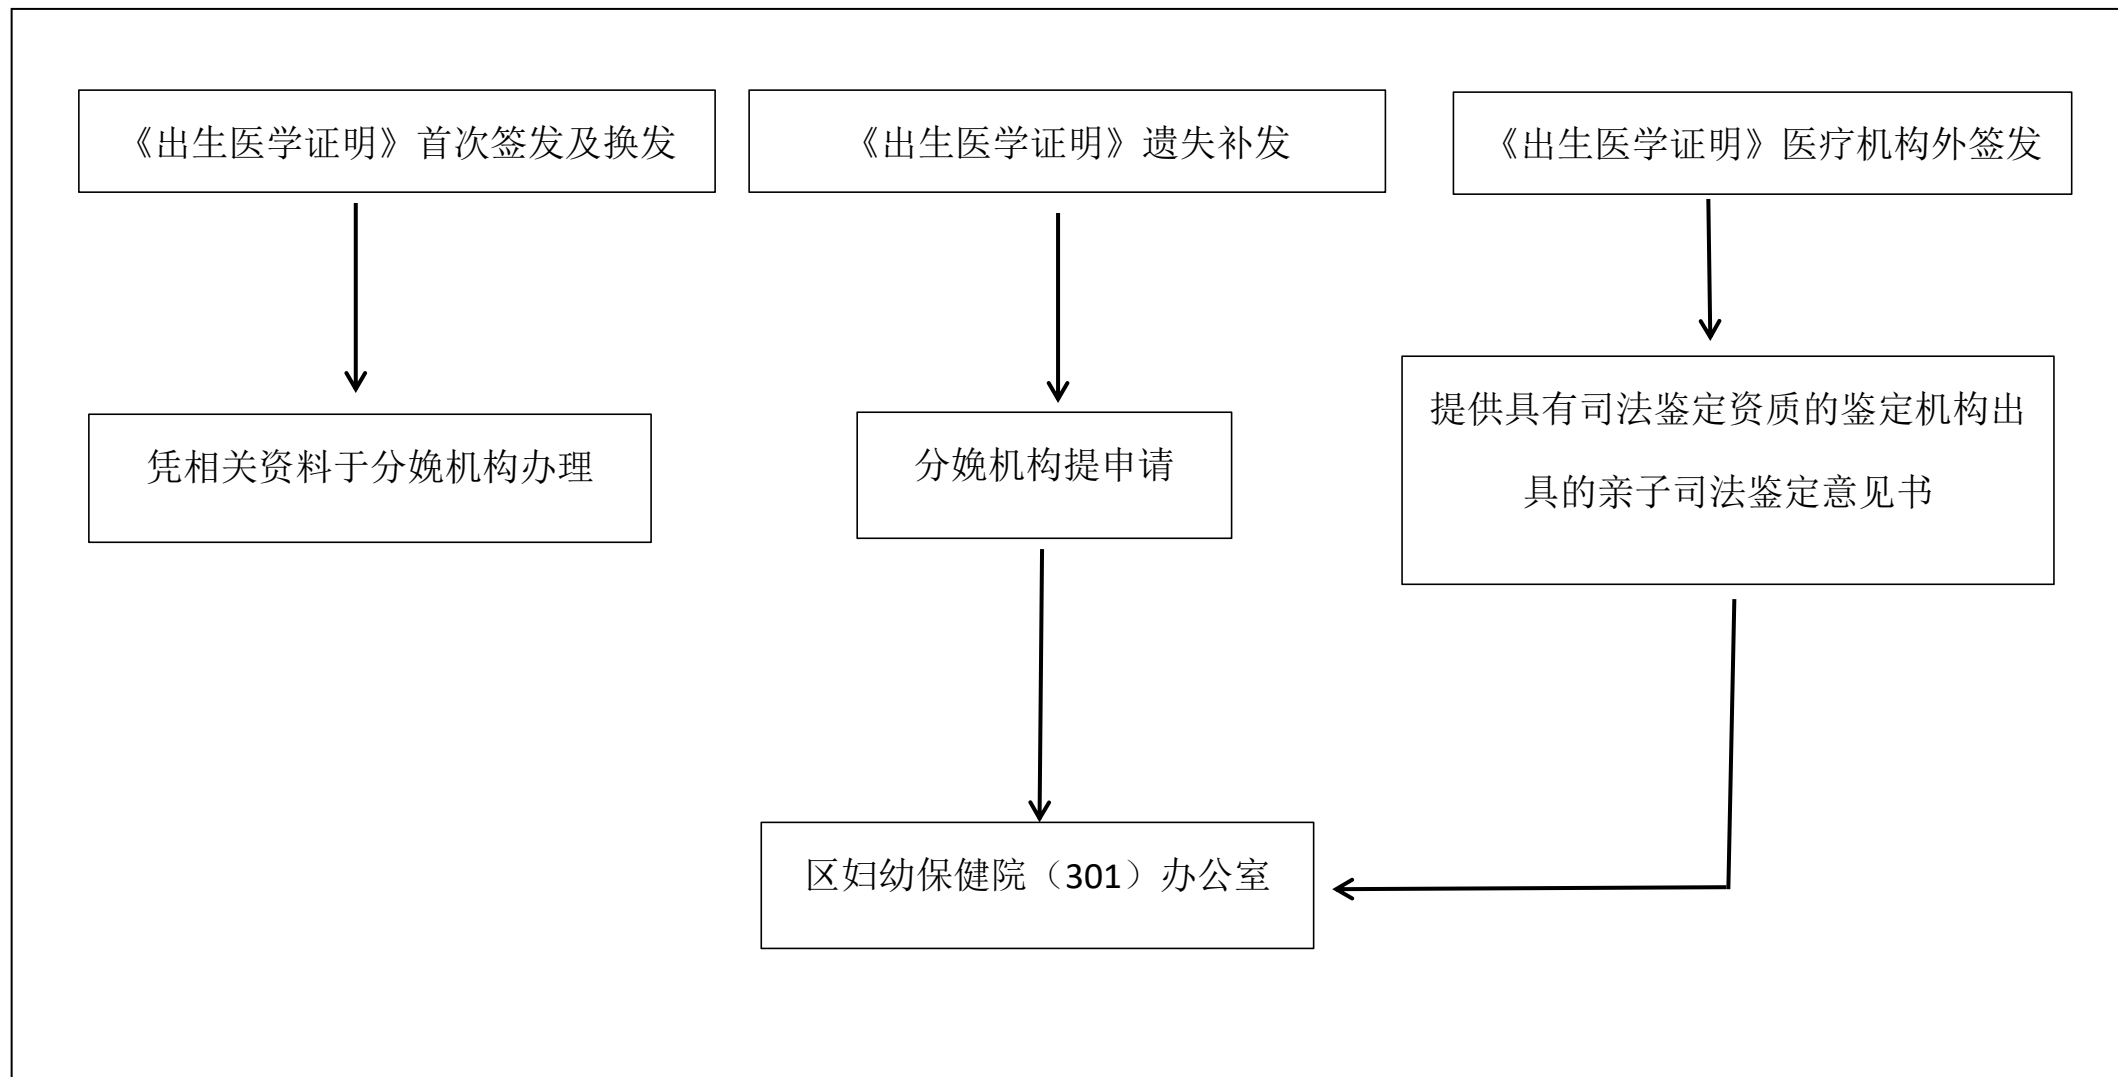 《出生医学证明》首次签发及换发
《出生医学证明》遗失补发
《出生医学证明》医疗机构外签发
凭相关资料于分娩机构办理
分娩机构提申请
提供具有司法鉴定资质的鉴定机构出
具的亲子司法鉴定意见书
区妇幼保健院（301）办公室